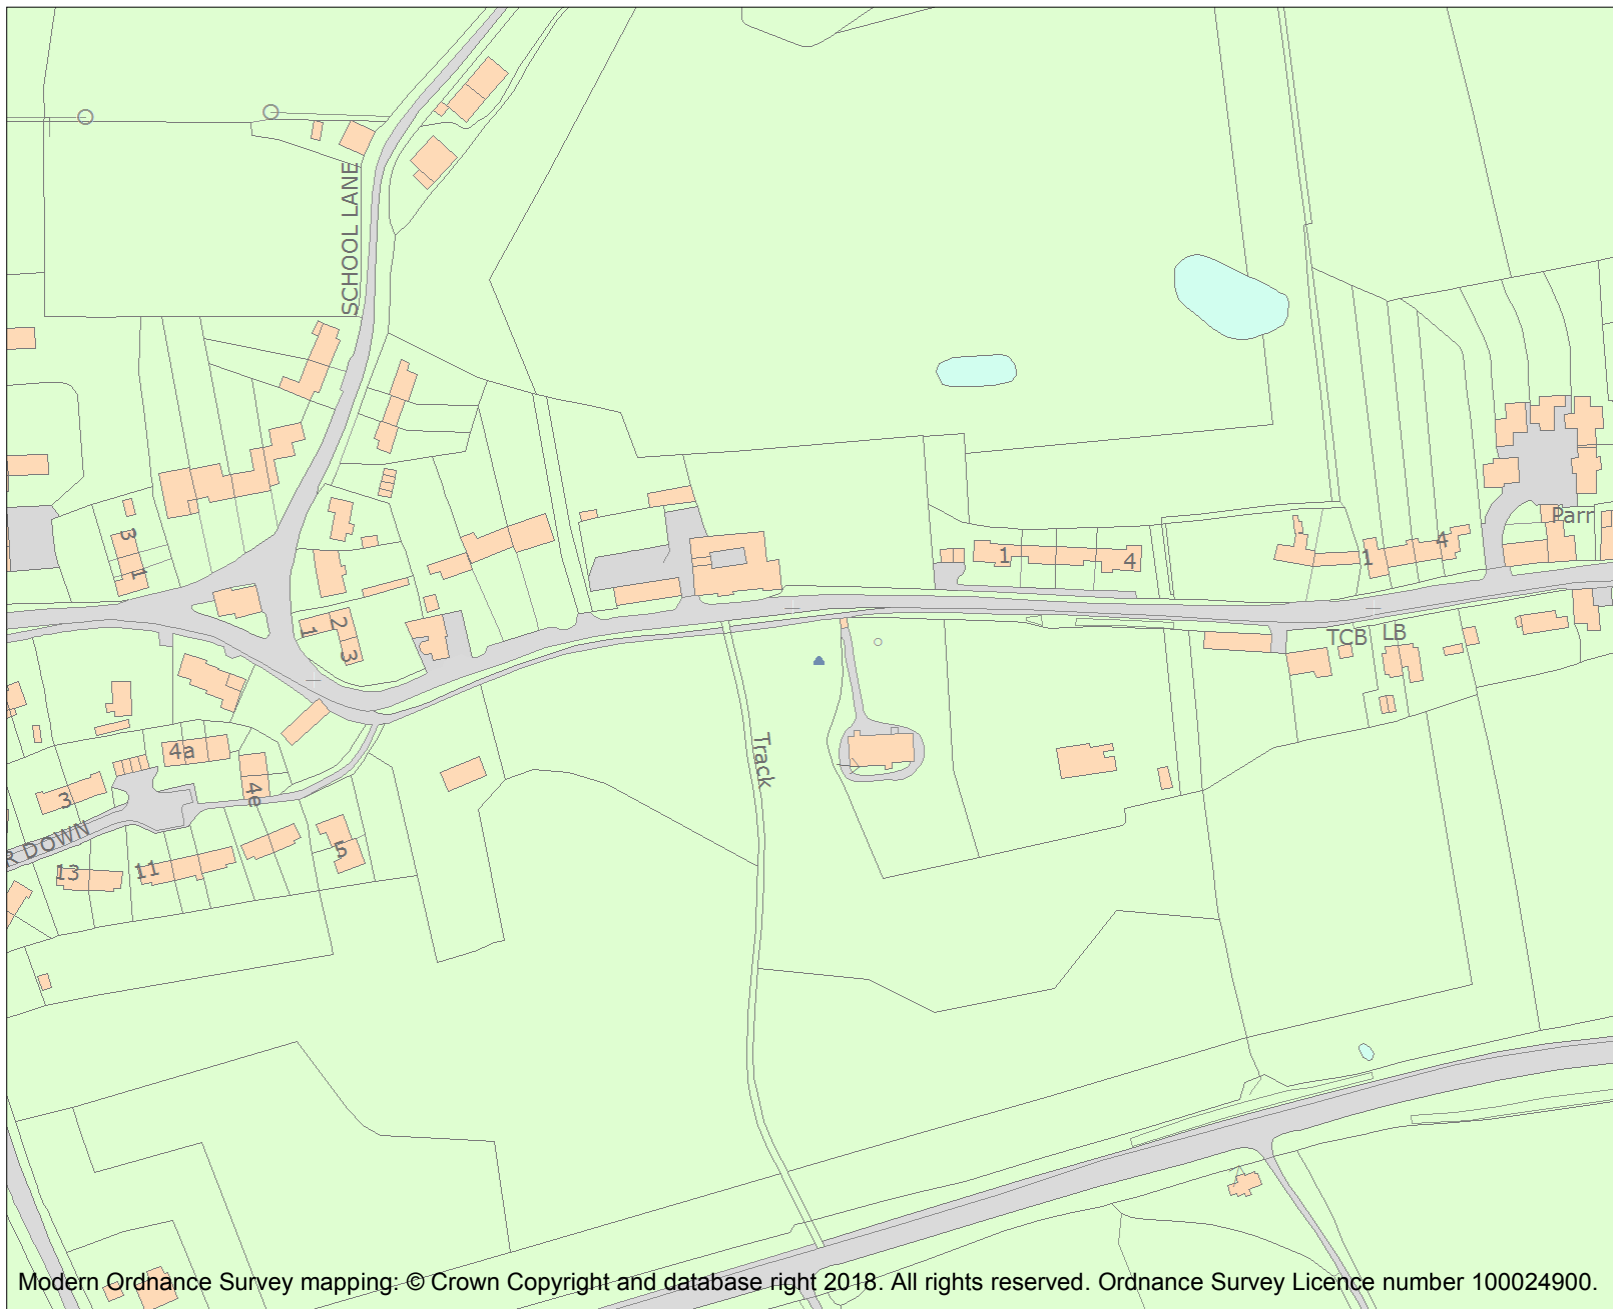 SCHOOL LANE
3
1
1
2
3
1
4
1
4
Parr
TCB
LB
4a
4e
3
R DOWN
13
11
5
Track
Modern Ordnance Survey mapping: © Crown Copyright and database right 2018. All rights reserved. Ordnance Survey Licence number 100024900.